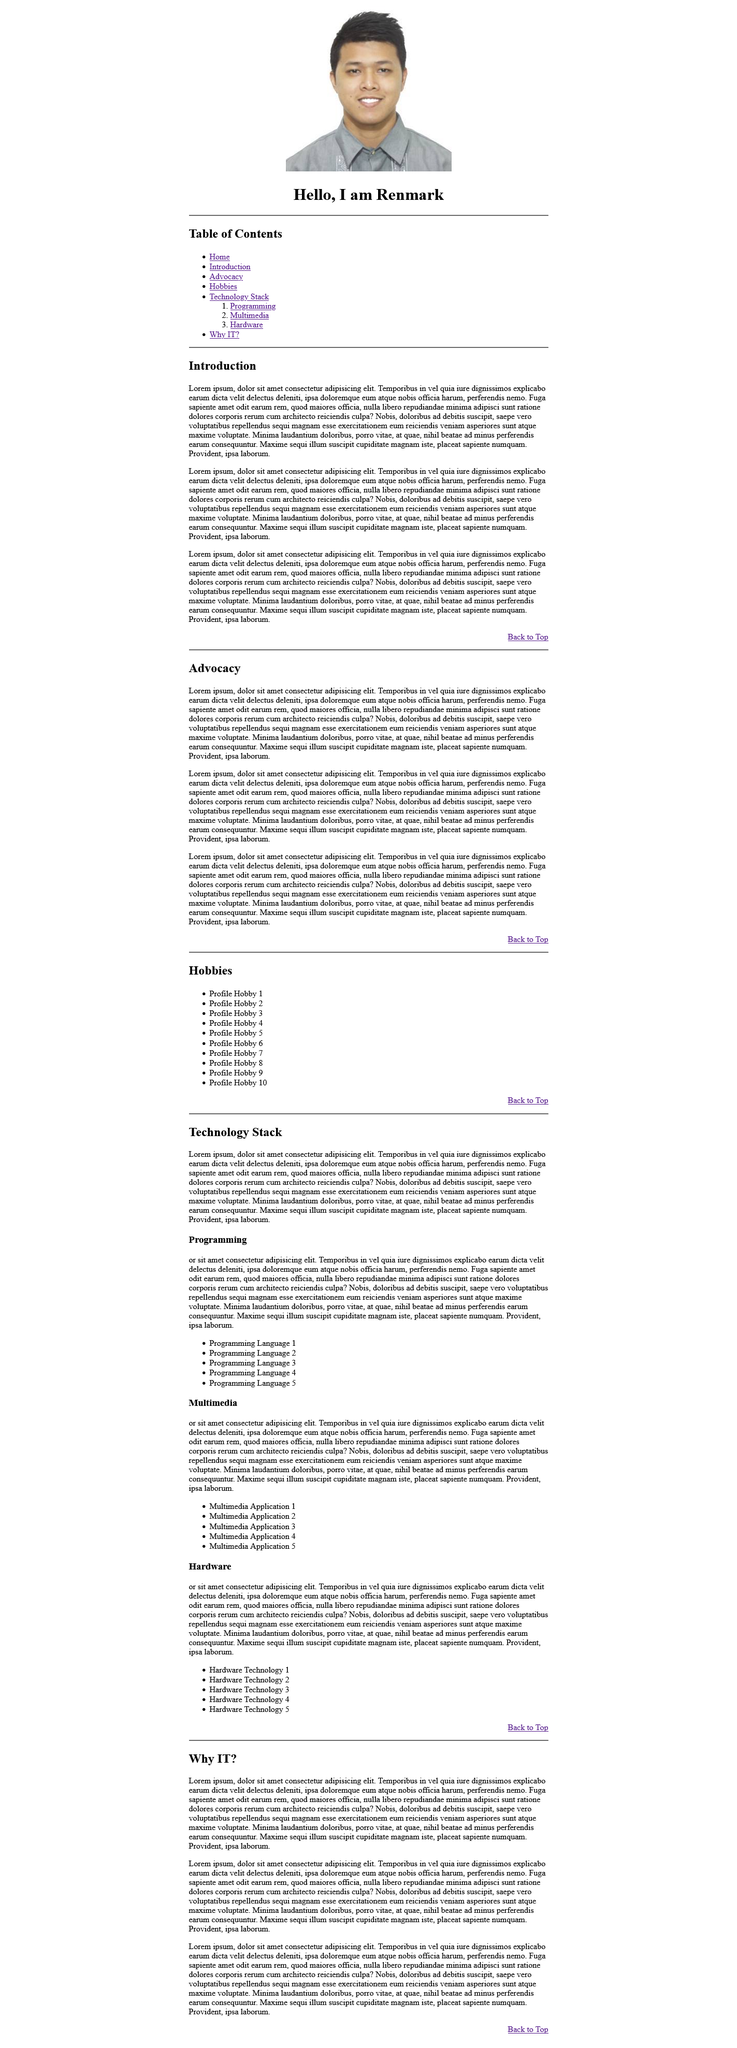 Hello, I am Renmark
Table of Contents
Home
Introduction
Advocacy
Hobbies
Technology Stack
1. Programming
2. Multimedia
3. Hardware
Why IT?
Introduction
Lorem ipsum, dolor sit amet consectetur adipisicing elit. Temporibus in vel quia iure dignissimos explicabo
earum dicta velit delectus deleniti, ipsa doloremque eum atque nobis officia harum, perferendis nemo. Fuga
sapiente amet odit earum rem, quod maiores officia, nulla libero repudiandae minima adipisci sunt ratione
dolores corporis rerum cum architecto reiciendis culpa? Nobis, doloribus ad debitis suscipit, saepe vero
voluptatibus repellendus sequi magnam esse exercitationem eum reiciendis veniam asperiores sunt atque
maxime voluptate. Minima laudantium doloribus, porro vitae, at quae, nihil beatae ad minus perferendis
earum consequuntur. Maxime sequi illum suscipit cupiditate magnam iste, placeat sapiente numquam.
Provident, ipsa laborum.
Lorem ipsum, dolor sit amet consectetur adipisicing elit. Temporibus in vel quia iure dignissimos explicabo
earum dicta velit delectus deleniti, ipsa doloremque eum atque nobis officia harum, perferendis nemo. Fuga
sapiente amet odit earum rem, quod maiores officia, nulla libero repudiandae minima adipisci sunt ratione
dolores corporis rerum cum architecto reiciendis culpa? Nobis, doloribus ad debitis suscipit, saepe vero
voluptatibus repellendus sequi magnam esse exercitationem eum reiciendis veniam asperiores sunt atque
maxime voluptate. Minima laudantium doloribus, porro vitae, at quae, nihil beatae ad minus perferendis
earum consequuntur. Maxime sequi illum suscipit cupiditate magnam iste, placeat sapiente numquam.
Provident, ipsa laborum.
Lorem ipsum, dolor sit amet consectetur adipisicing elit. Temporibus in vel quia iure dignissimos explicabo
earum dicta velit delectus deleniti, ipsa doloremque eum atque nobis officia harum, perferendis nemo. Fuga
sapiente amet odit earum rem, quod maiores officia, nulla libero repudiandae minima adipisci sunt ratione
dolores corporis rerum cum architecto reiciendis culpa? Nobis, doloribus ad debitis suscipit, saepe vero
voluptatibus repellendus sequi magnam esse exercitationem eum reiciendis veniam asperiores sunt atque
maxime voluptate. Minima laudantium doloribus, porro vitae, at quae, nihil beatae ad minus perferendis
earum consequuntur. Maxime sequi illum suscipit cupiditate magnam iste, placeat sapiente numquam.
Provident, ipsa laborum.
Back to Top
Advocacy
Lorem ipsum, dolor sit amet consectetur adipisicing elit. Temporibus in vel quia iure dignissimos explicabo
earum dicta velit delectus deleniti, ipsa doloremque eum atque nobis officia harum, perferendis nemo. Fuga
sapiente amet odit earum rem, quod maiores officia, nulla libero repudiandae minima adipisci sunt ratione
dolores corporis rerum cum architecto reiciendis culpa? Nobis, doloribus ad debitis suscipit, saepe vero
voluptatibus repellendus sequi magnam esse exercitationem eum reiciendis veniam asperiores sunt atque
maxime voluptate. Minima laudantium doloribus, porro vitae, at quae, nihil beatae ad minus perferendis
earum consequuntur. Maxime sequi illum suscipit cupiditate magnam iste, placeat sapiente numquam.
Provident, ipsa laborum.
Lorem ipsum, dolor sit amet consectetur adipisicing elit. Temporibus in vel quia iure dignissimos explicabo
earum dicta velit delectus deleniti, ipsa doloremque eum atque nobis officia harum, perferendis nemo. Fuga
sapiente amet odit earum rem, quod maiores officia, nulla libero repudiandae minima adipisci sunt ratione
dolores corporis rerum cum architecto reiciendis culpa? Nobis, doloribus ad debitis suscipit, saepe vero
voluptatibus repellendus sequi magnam esse exercitationem eum reiciendis veniam asperiores sunt atque
maxime voluptate. Minima laudantium doloribus, porro vitae, at quae, nihil beatae ad minus perferendis
earum consequuntur. Maxime sequi illum suscipit cupiditate magnam iste, placeat sapiente numquam.
Provident, ipsa laborum.
Lorem ipsum, dolor sit amet consectetur adipisicing elit. Temporibus in vel quia iure dignissimos explicabo
earum dicta velit delectus deleniti, ipsa doloremque eum atque nobis officia harum, perferendis nemo. Fuga
sapiente amet odit earum rem, quod maiores officia, nulla libero repudiandae minima adipisci sunt ratione
dolores corporis rerum cum architecto reiciendis culpa? Nobis, doloribus ad debitis suscipit, saepe vero
voluptatibus repellendus sequi magnam esse exercitationem eum reiciendis veniam asperiores sunt atque
maxime voluptate. Minima laudantium doloribus, porro vitae, at quae, nihil beatae ad minus perferendis
earum consequuntur. Maxime sequi illum suscipit cupiditate magnam iste, placeat sapiente numquam.
Provident, ipsa laborum.
Back to Top
Hobbies
Profile Hobby 1
Profile Hobby 2
Profile Hobby 3
Profile Hobby 4
Profile Hobby 5
Profile Hobby 6
Profile Hobby 7
Profile Hobby 8
Profile Hobby 9
Profile Hobby 10
Back to Top
Technology Stack
Lorem ipsum, dolor sit amet consectetur adipisicing elit. Temporibus in vel quia iure dignissimos explicabo
earum dicta velit delectus deleniti, ipsa doloremque eum atque nobis officia harum, perferendis nemo. Fuga
sapiente amet odit earum rem, quod maiores officia, nulla libero repudiandae minima adipisci sunt ratione
dolores corporis rerum cum architecto reiciendis culpa? Nobis, doloribus ad debitis suscipit, saepe vero
voluptatibus repellendus sequi magnam esse exercitationem eum reiciendis veniam asperiores sunt atque
maxime voluptate. Minima laudantium doloribus, porro vitae, at quae, nihil beatae ad minus perferendis
earum consequuntur. Maxime sequi illum suscipit cupiditate magnam iste, placeat sapiente numquam.
Provident, ipsa laborum.
Programming
or sit amet consectetur adipisicing elit. Temporibus in vel quia iure dignissimos explicabo earum dicta velit
delectus deleniti, ipsa doloremque eum atque nobis officia harum, perferendis nemo. Fuga sapiente amet
odit earum rem, quod maiores officia, nulla libero repudiandae minima adipisci sunt ratione dolores
corporis rerum cum architecto reiciendis culpa? Nobis, doloribus ad debitis suscipit, saepe vero voluptatibus
repellendus sequi magnam esse exercitationem eum reiciendis veniam asperiores sunt atque maxime
voluptate. Minima laudantium doloribus, porro vitae, at quae, nihil beatae ad minus perferendis earum
consequuntur. Maxime sequi illum suscipit cupiditate magnam iste, placeat sapiente numquam. Provident,
ipsa laborum.
Programming Language 1
Programming Language 2
Programming Language 3
Programming Language 4
Programming Language 5
Multimedia
or sit amet consectetur adipisicing elit. Temporibus in vel quia iure dignissimos explicabo earum dicta velit
delectus deleniti, ipsa doloremque eum atque nobis officia harum, perferendis nemo. Fuga sapiente amet
odit earum rem, quod maiores officia, nulla libero repudiandae minima adipisci sunt ratione dolores
corporis rerum cum architecto reiciendis culpa? Nobis, doloribus ad debitis suscipit, saepe vero voluptatibus
repellendus sequi magnam esse exercitationem eum reiciendis veniam asperiores sunt atque maxime
voluptate. Minima laudantium doloribus, porro vitae, at quae, nihil beatae ad minus perferendis earum
consequuntur. Maxime sequi illum suscipit cupiditate magnam iste, placeat sapiente numquam. Provident,
ipsa laborum.
Multimedia Application 1
Multimedia Application 2
Multimedia Application 3
Multimedia Application 4
Multimedia Application 5
Hardware
or sit amet consectetur adipisicing elit. Temporibus in vel quia iure dignissimos explicabo earum dicta velit
delectus deleniti, ipsa doloremque eum atque nobis officia harum, perferendis nemo. Fuga sapiente amet
odit earum rem, quod maiores officia, nulla libero repudiandae minima adipisci sunt ratione dolores
corporis rerum cum architecto reiciendis culpa? Nobis, doloribus ad debitis suscipit, saepe vero voluptatibus
repellendus sequi magnam esse exercitationem eum reiciendis veniam asperiores sunt atque maxime
voluptate. Minima laudantium doloribus, porro vitae, at quae, nihil beatae ad minus perferendis earum
consequuntur. Maxime sequi illum suscipit cupiditate magnam iste, placeat sapiente numquam. Provident,
ipsa laborum.
Hardware Technology 1
Hardware Technology 2
Hardware Technology 3
Hardware Technology 4
Hardware Technology 5
Back to Top
Why IT?
Lorem ipsum, dolor sit amet consectetur adipisicing elit. Temporibus in vel quia iure dignissimos explicabo
earum dicta velit delectus deleniti, ipsa doloremque eum atque nobis officia harum, perferendis nemo. Fuga
sapiente amet odit earum rem, quod maiores officia, nulla libero repudiandae minima adipisci sunt ratione
dolores corporis rerum cum architecto reiciendis culpa? Nobis, doloribus ad debitis suscipit, saepe vero
voluptatibus repellendus sequi magnam esse exercitationem eum reiciendis veniam asperiores sunt atque
maxime voluptate. Minima laudantium doloribus, porro vitae, at quae, nihil beatae ad minus perferendis
earum consequuntur. Maxime sequi illum suscipit cupiditate magnam iste, placeat sapiente numquam.
Provident, ipsa laborum.
Lorem ipsum, dolor sit amet consectetur adipisicing elit. Temporibus in vel quia iure dignissimos explicabo
earum dicta velit delectus deleniti, ipsa doloremque eum atque nobis officia harum, perferendis nemo. Fuga
sapiente amet odit earum rem, quod maiores officia, nulla libero repudiandae minima adipisci sunt ratione
dolores corporis rerum cum architecto reiciendis culpa? Nobis, doloribus ad debitis suscipit, saepe vero
voluptatibus repellendus sequi magnam esse exercitationem eum reiciendis veniam asperiores sunt atque
maxime voluptate. Minima laudantium doloribus, porro vitae, at quae, nihil beatae ad minus perferendis
earum consequuntur. Maxime sequi illum suscipit cupiditate magnam iste, placeat sapiente numquam.
Provident, ipsa laborum.
Lorem ipsum, dolor sit amet consectetur adipisicing elit. Temporibus in vel quia iure dignissimos explicabo
earum dicta velit delectus deleniti, ipsa doloremque eum atque nobis officia harum, perferendis nemo. Fuga
sapiente amet odit earum rem, quod maiores officia, nulla libero repudiandae minima adipisci sunt ratione
dolores corporis rerum cum architecto reiciendis culpa? Nobis, doloribus ad debitis suscipit, saepe vero
voluptatibus repellendus sequi magnam esse exercitationem eum reiciendis veniam asperiores sunt atque
maxime voluptate. Minima laudantium doloribus, porro vitae, at quae, nihil beatae ad minus perferendis
earum consequuntur. Maxime sequi illum suscipit cupiditate magnam iste, placeat sapiente numquam.
Provident, ipsa laborum.
Back to Top